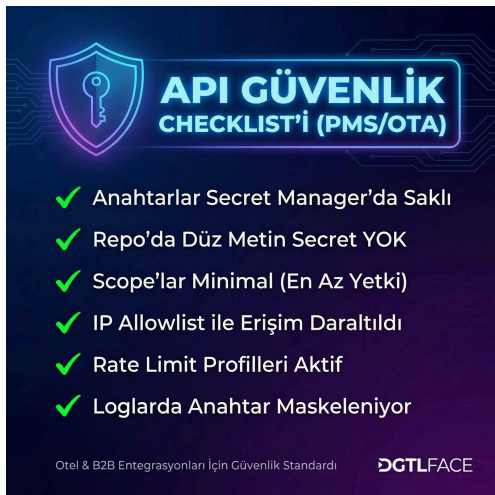 API GÜVENLİK
CHECKLIST'İ (PMS/OTA)
Anahtarlar Secret Manager'da Saklı
Repo'da Düz Metin Secret YOK
Scope'lar Minimal (En Az Yetki)
IP Allowlist ile Erişim Daraltıldı
Rate Limit Profilleri Aktif
Loglarda Anahtar Maskeleniyor
Otel & B2B Entegrasyonları İçin Güvenlik Standardı
DGTLFACE